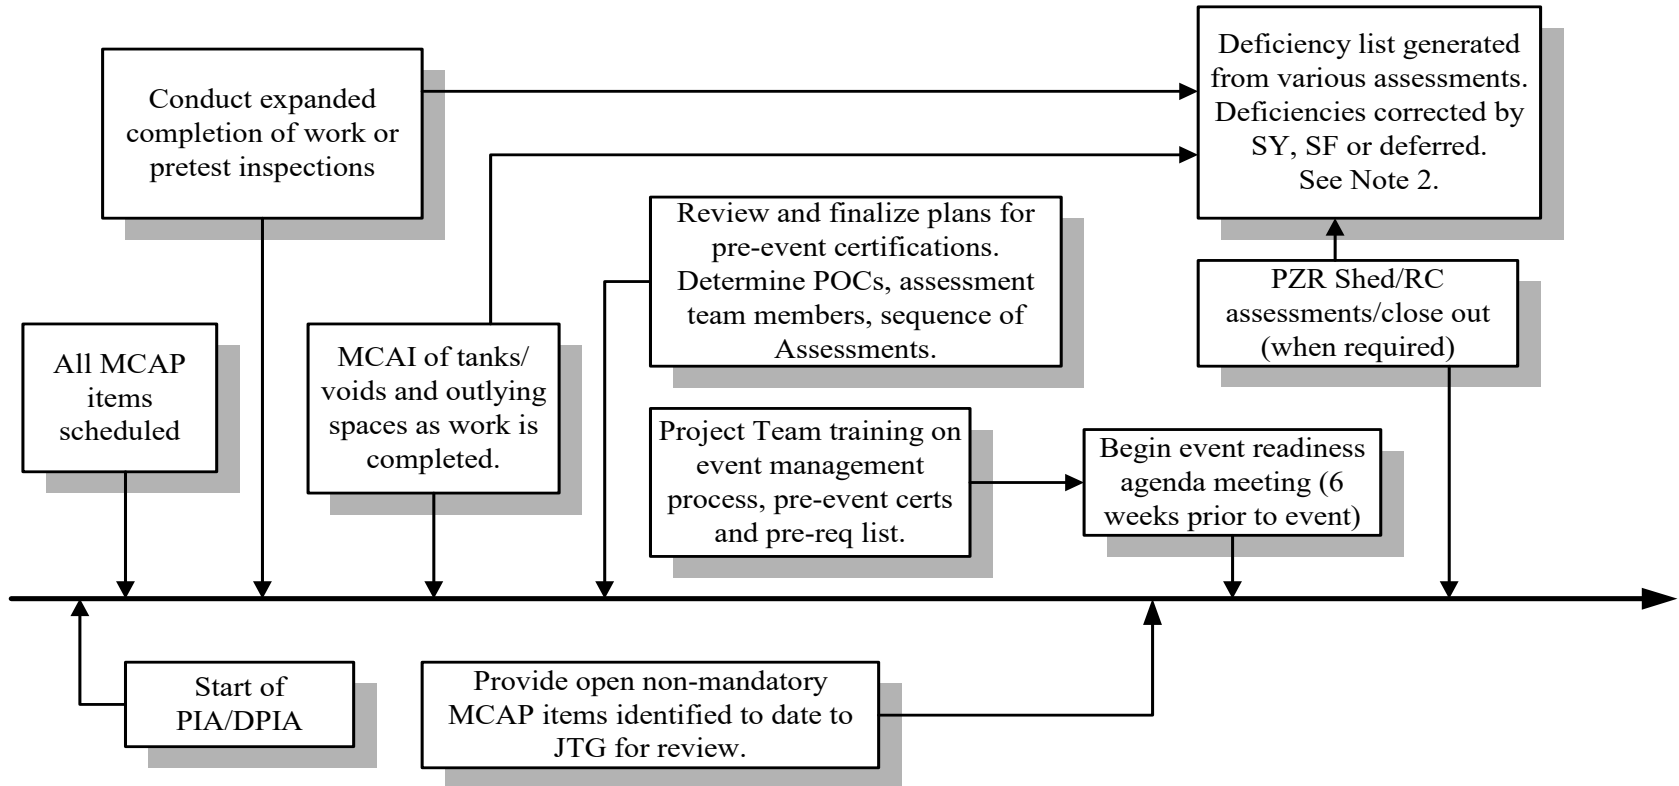 Conduct expanded
completion of work or
pretest inspections
Deficiency list generated
from various assessments.
Deficiencies corrected by
SY, SF or deferred.
See Note 2.
Review and finalize plans for
pre-event certifications.
Determine POCs, assessment
team members, sequence of
Assessments.
PZR Shed/RC
assessments/close out
(when required)
All MCAP
items
scheduled
MCAI of tanks/
voids and outlying
spaces as work is
completed.
Project Team training on
event management
process, pre-event certs
and pre-req list.
Begin event readiness
agenda meeting (6
weeks prior to event)
Start of
PIA/DPIA
Provide open non-mandatory
MCAP items identified to date to
JTG for review.